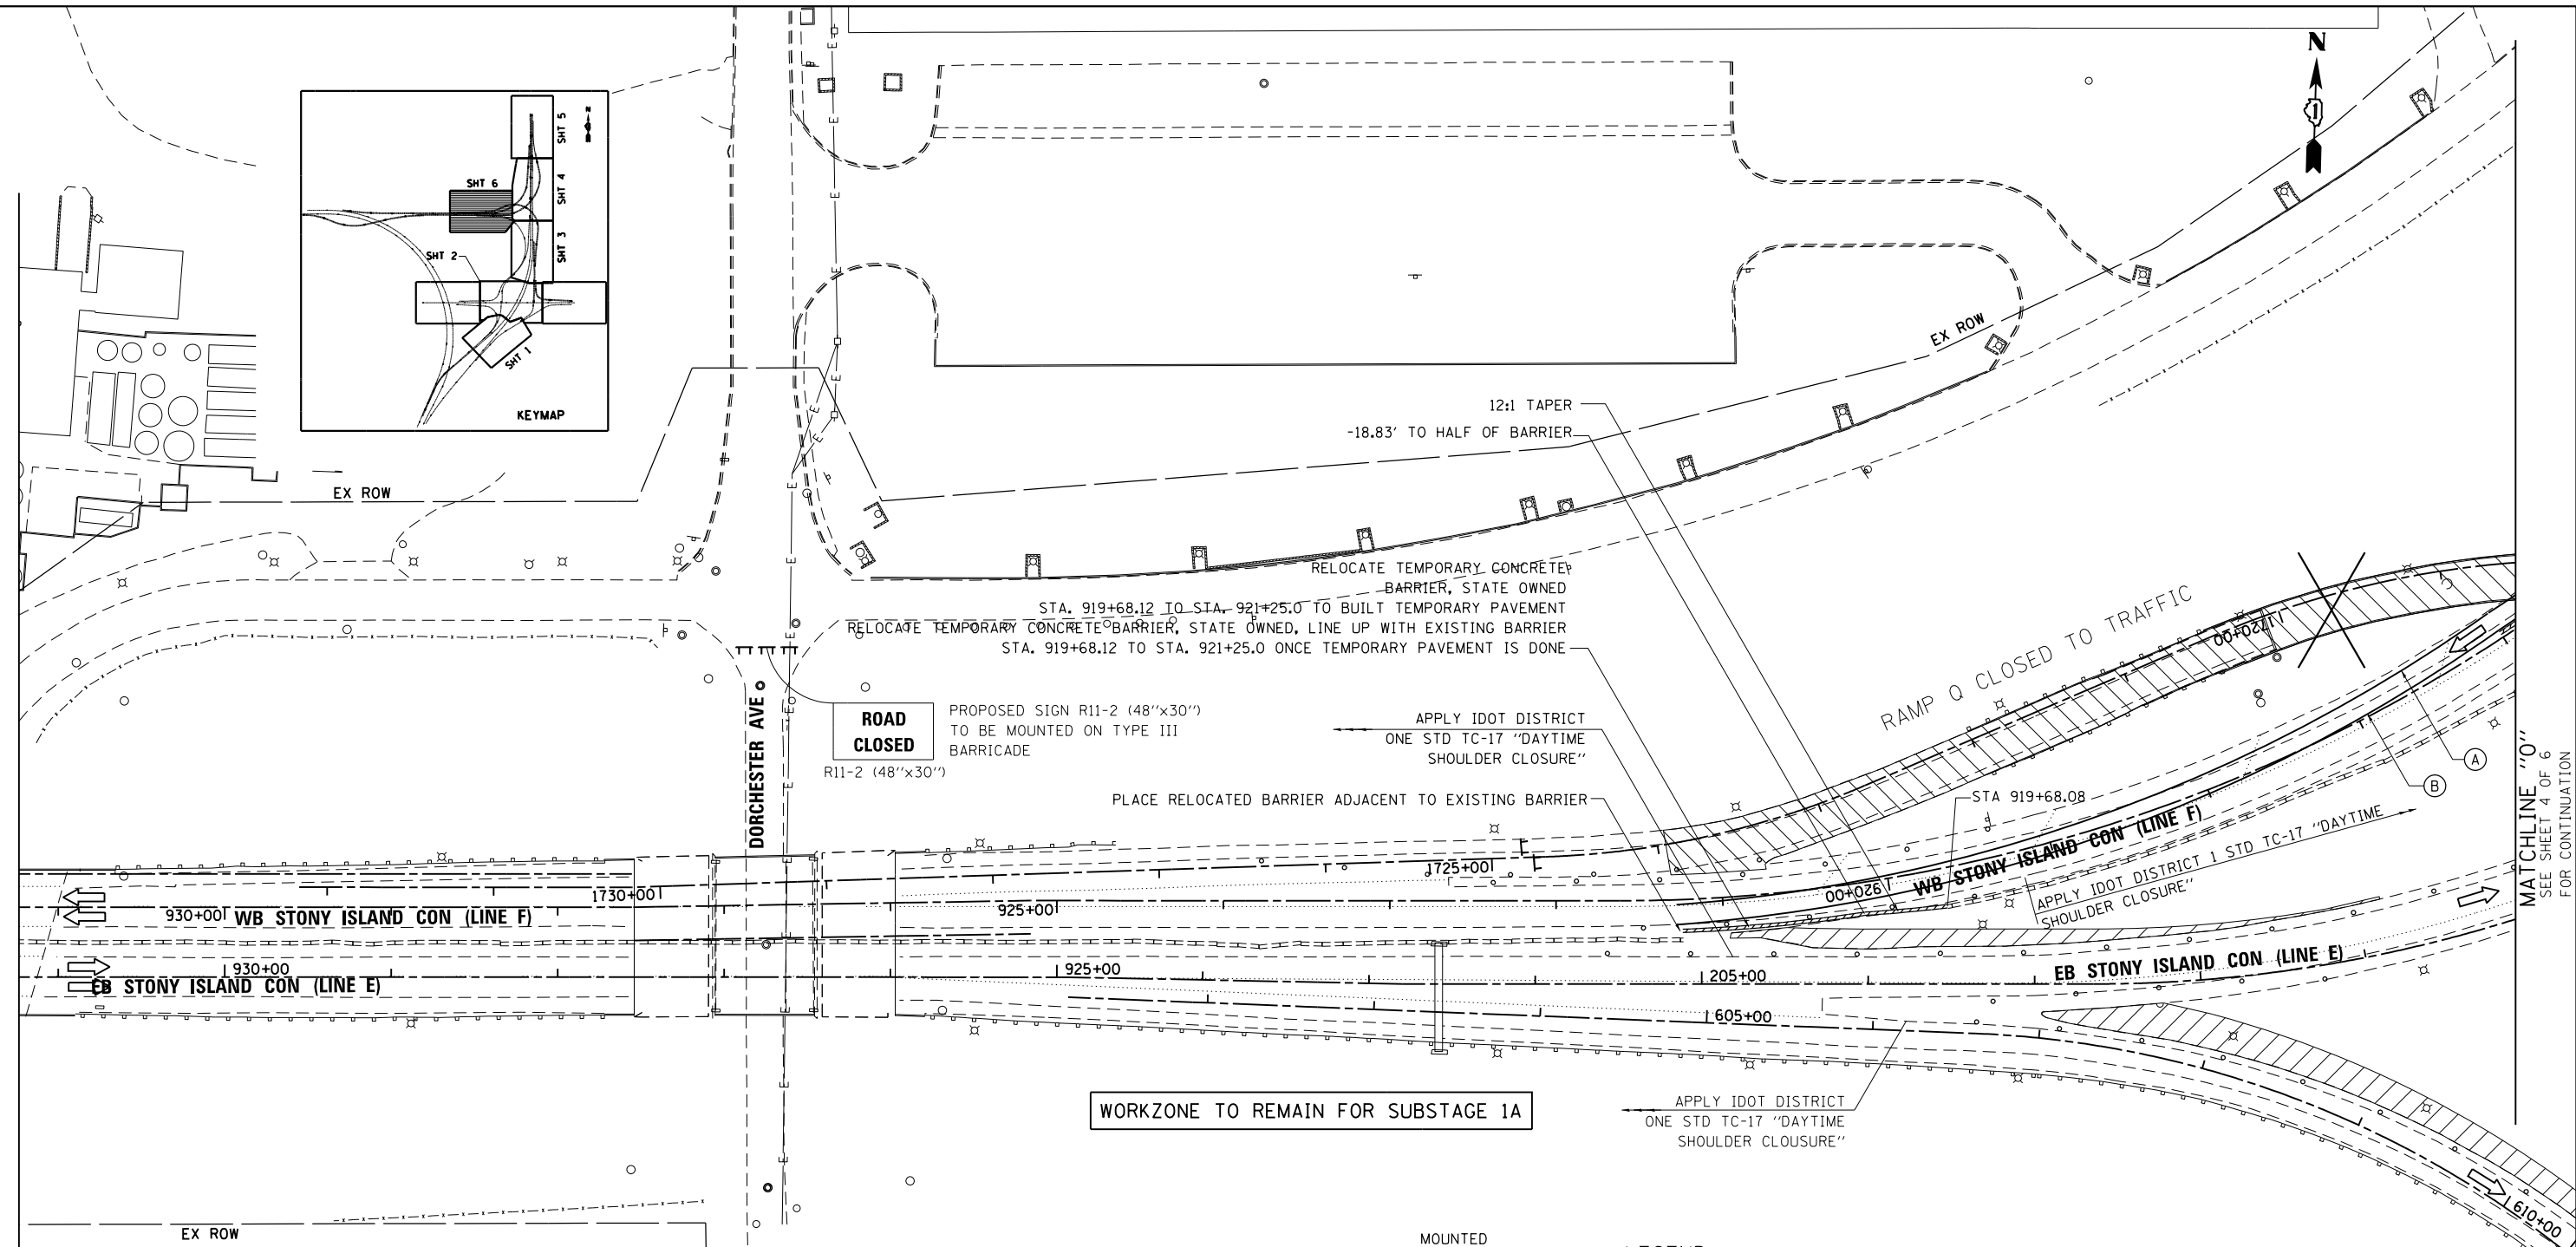 N
1
SHT 5
N
SHT 4
SHT 6
SHT 3
SHT 2
SHT 1
KEYMAP
EX ROW
EX ROW
12:1 TAPER
-18.83' TO HALF OF BARRIER
RELOCATE TEMPORARY CONCRETE
BARRIER, STATE OWNED
STA. 919+68.12 TO STA. 921+25.0 TO BUILT TEMPORARY PAVEMENT
RELOCATE TEMPORARY CONCRETE BARRIER, STATE OWNED, LINE UP WITH EXISTING BARRIER
STA. 919+68.12 TO STA. 921+25.0 ONCE TEMPORARY PAVEMENT IS DONE
DORCHESTER AVE
ROAD
CLOSED
R11-2 (48''x30'')
PROPOSED SIGN R11-2 (48''x30'')
TO BE MOUNTED ON TYPE III
BARRICADE
APPLY IDOT DISTRICT
ONE STD TC-17 "DAYTIME
SHOULDER CLOSURE"
PLACE RELOCATED BARRIER ADJACENT TO EXISTING BARRIER
RAMP Q CLOSED TO TRAFFIC
1720+00
A
B
STA 919+68.08
MATCHLINE "O"
SEE SHEET 4 OF 6
FOR CONTINUATION
WB STONY ISLAND CON (LINE F)
920+00
APPLY IDOT DISTRICT 1 STD TC-17 "DAYTIME
SHOULDER CLOSURE"
1730+00
1725+00
930+00
WB STONY ISLAND CON (LINE F)
925+00
930+00
EB STONY ISLAND CON (LINE E)
925+00
205+00
EB STONY ISLAND CON (LINE E)
605+00
WORKZONE TO REMAIN FOR SUBSTAGE 1A
APPLY IDOT DISTRICT
ONE STD TC-17 "DAYTIME
SHOULDER CLOUSURE"
610+00
EX ROW
MOUNTED